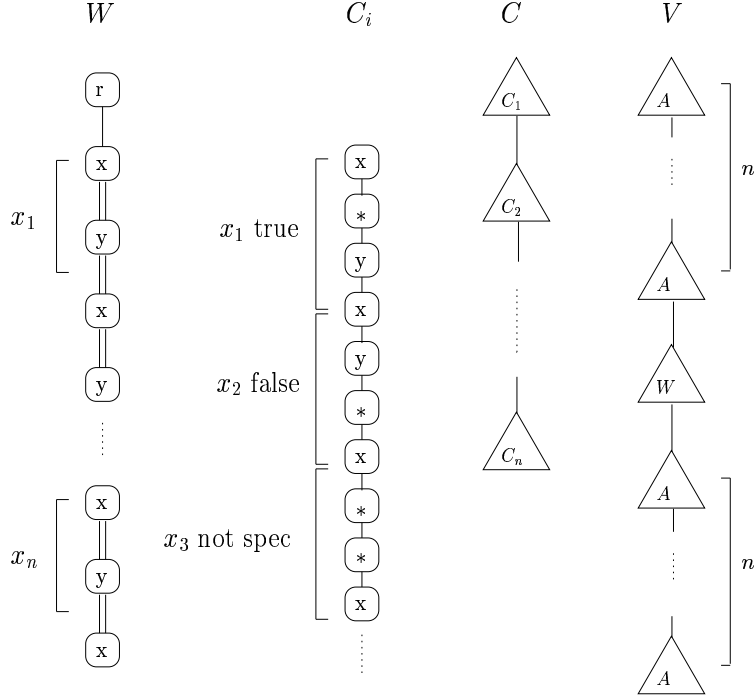 W C_i C V
r
x
x_1
y
x
y
x
x_n
y
x
x
x_1 true
*
y
x
x_2 false
y
*
x
x_3 not spec
*
*
x
C_1
C_2
C_n
A
n
A
W
A
n
A